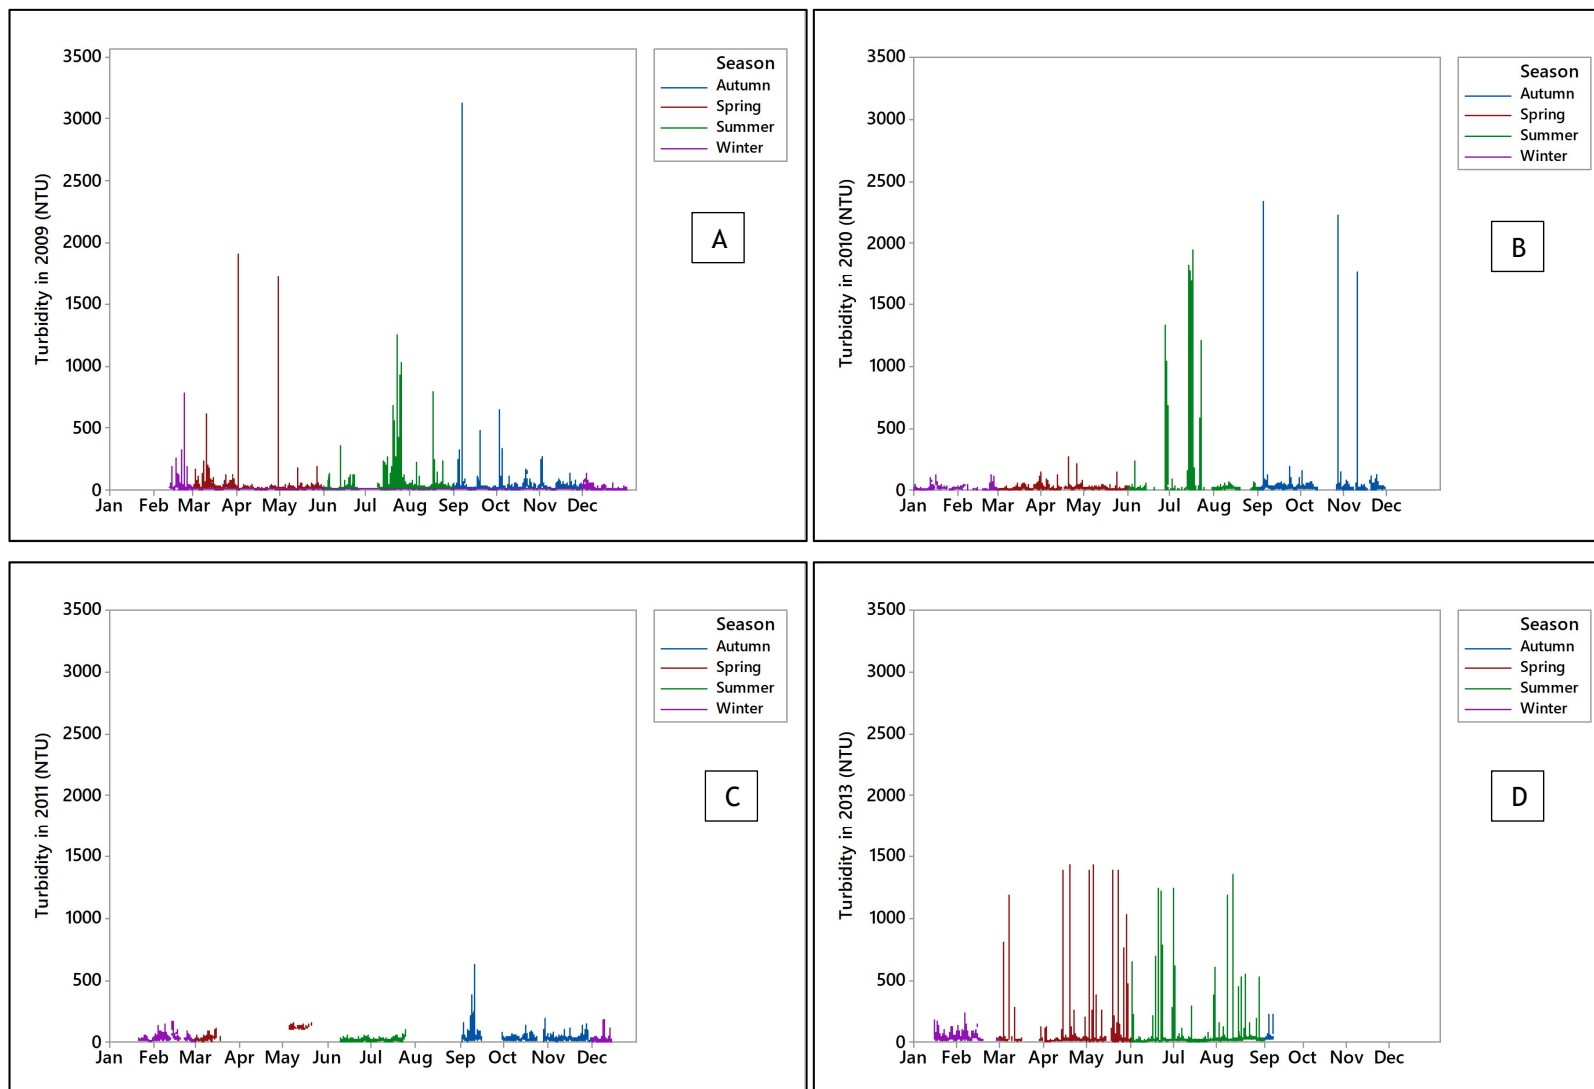 Turbidity in 2009 (NTU)
3500
3000
2500
2000
1500
1000
500
0
Jan Feb Mar Apr May Jun Jul Aug Sep Oct Nov Dec
Season
Autumn
Spring
Summer
Winter
A
Turbidity in 2010 (NTU)
3500
3000
2500
2000
1500
1000
500
0
Jan Feb Mar Apr May Jun Jul Aug Sep Oct Nov Dec
Season
Autumn
Spring
Summer
Winter
B
Turbidity in 2011 (NTU)
3500
3000
2500
2000
1500
1000
500
0
Jan Feb Mar Apr May Jun Jul Aug Sep Oct Nov Dec
Season
Autumn
Spring
Summer
Winter
C
Turbidity in 2013 (NTU)
3500
3000
2500
2000
1500
1000
500
0
Jan Feb Mar Apr May Jun Jul Aug Sep Oct Nov Dec
Season
Autumn
Spring
Summer
Winter
D